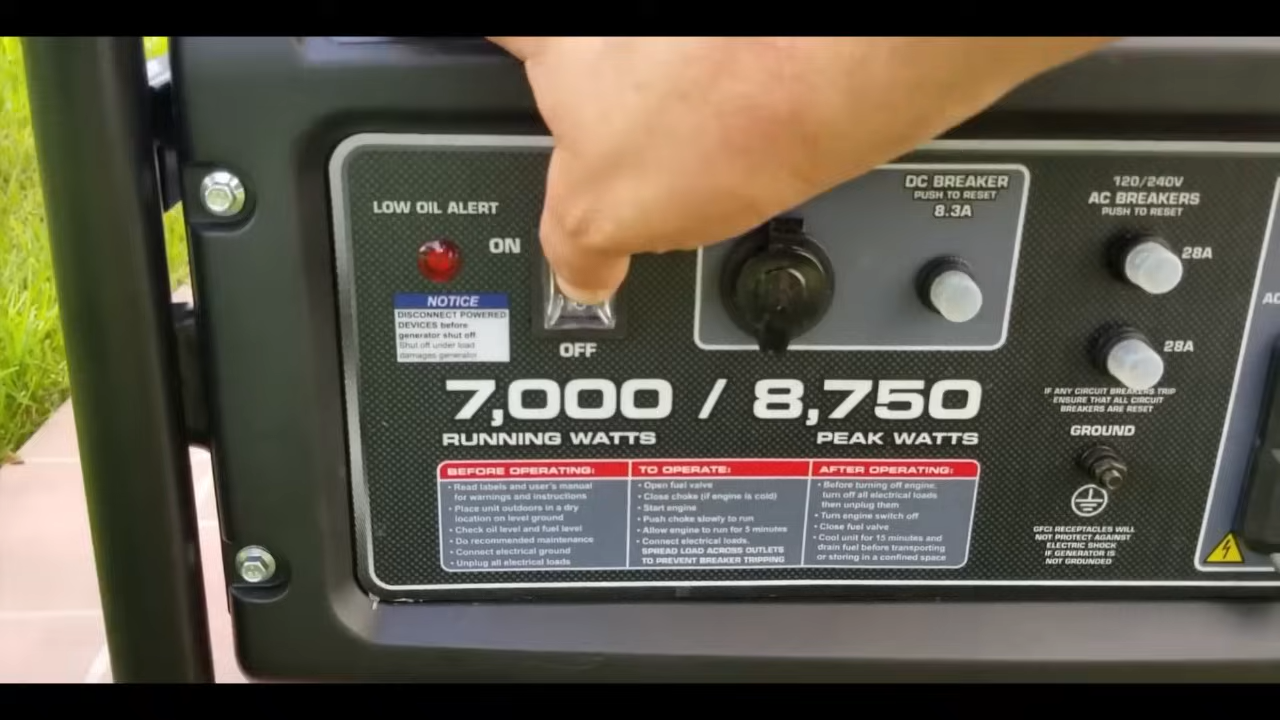 LOW OIL ALERT
ON
NOTICE
DISCONNECT POWERED
DEVICES before
generator shut off
Shut off under load
damages generator
OFF
DC BREAKER
PUSH TO RESET
8.3A
120/240V
AC BREAKERS
PUSH TO RESET
28A
28A
IF ANY CIRCUIT BREAKERS TRIP
ENSURE THAT ALL CIRCUIT
BREAKERS ARE RESET
GROUND
GFCI RECEPTACLES WILL
NOT PROTECT AGAINST
ELECTRIC SHOCK
IF GENERATOR IS
NOT GROUNDED
7,000 / 8,750
RUNNING WATTS
PEAK WATTS
BEFORE OPERATING:
• Read labels and user's manual
for warnings and instructions
• Place unit outdoors in a dry
location on level ground
• Check oil level and fuel level
• Do recommended maintenance
• Connect electrical ground
• Unplug all electrical loads
TO OPERATE:
• Open fuel valve
• Close choke (if engine is cold)
• Start engine
• Push choke slowly to run
• Allow engine to run for 5 minutes
• Connect electrical loads.
SPREAD LOAD ACROSS OUTLETS
TO PREVENT BREAKER TRIPPING
AFTER OPERATING:
• Before turning off engine,
turn off all electrical loads
then unplug them
• Turn engine switch off
• Close fuel valve
• Cool unit for 15 minutes and
drain fuel before transporting
or storing in a confined space
AC